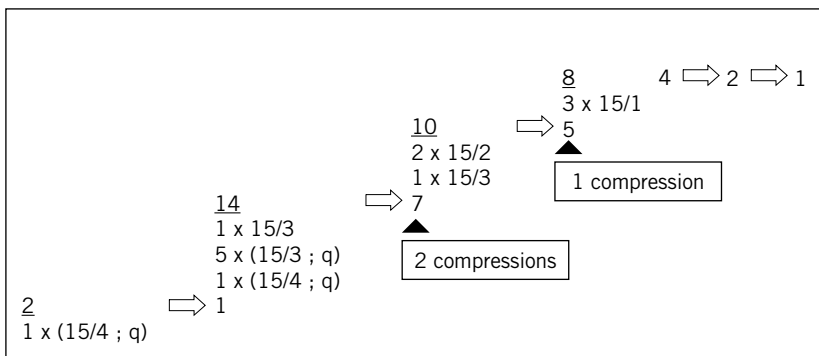 2
1 x (15/4 ; q)
14
1 x 15/3
5 x (15/3 ; q)
1 x (15/4 ; q)
1
10
2 x 15/2
1 x 15/3
7
2 compressions
8
3 x 15/1
5
1 compression
4
2
1